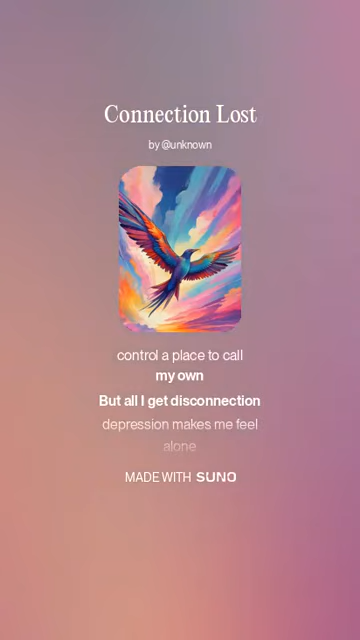 Connection Lost
by @unknown
control a place to call
my own
But all I get disconnection
depression makes me feel
alone
MADE WITH SUNO